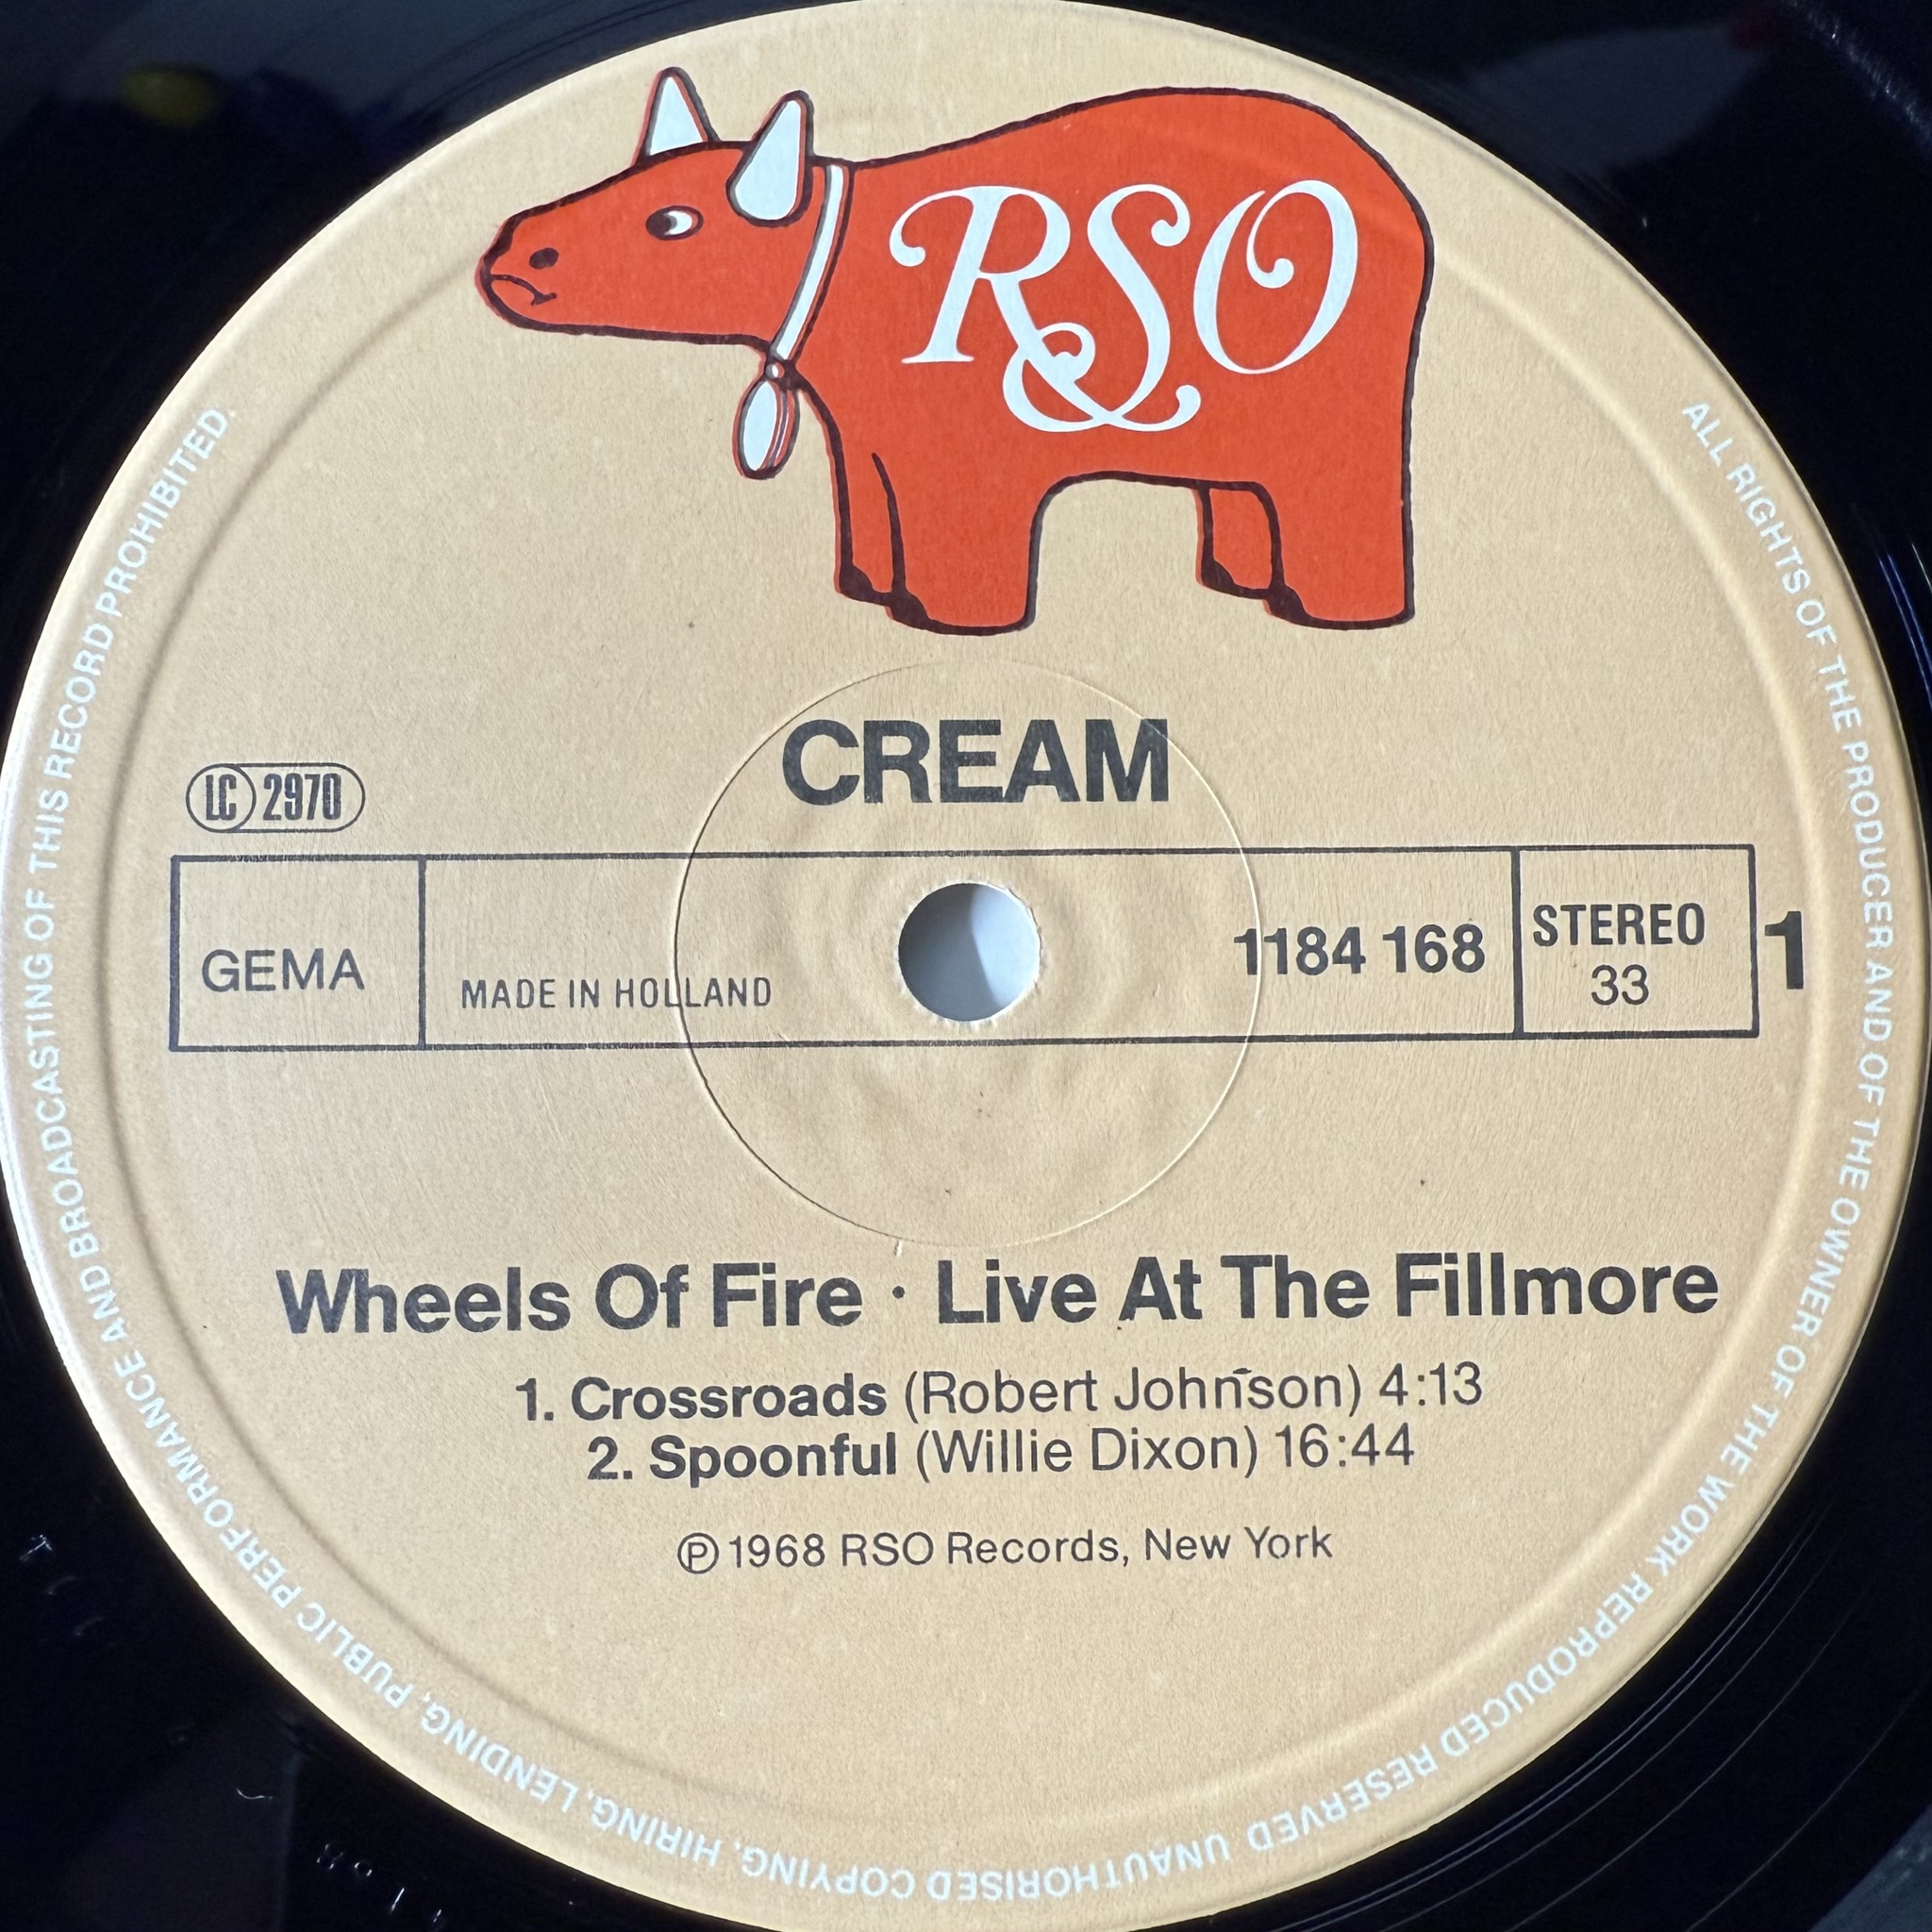 RSO
CREAM
LC 2970
GEMA
MADE IN HOLLAND
1184 168
STEREO
33
1
Wheels Of Fire · Live At The Fillmore
1. Crossroads (Robert Johnson) 4:13
2. Spoonful (Willie Dixon) 16:44
℗ 1968 RSO Records, New York
ALL RIGHTS OF THE PRODUCER AND OF THE OWNER OF THE WORK REPRODUCED RESERVED UNAUTHORISED COPYING, HIRING, LENDING, PUBLIC PERFORMANCE AND BROADCASTING OF THIS RECORD PROHIBITED